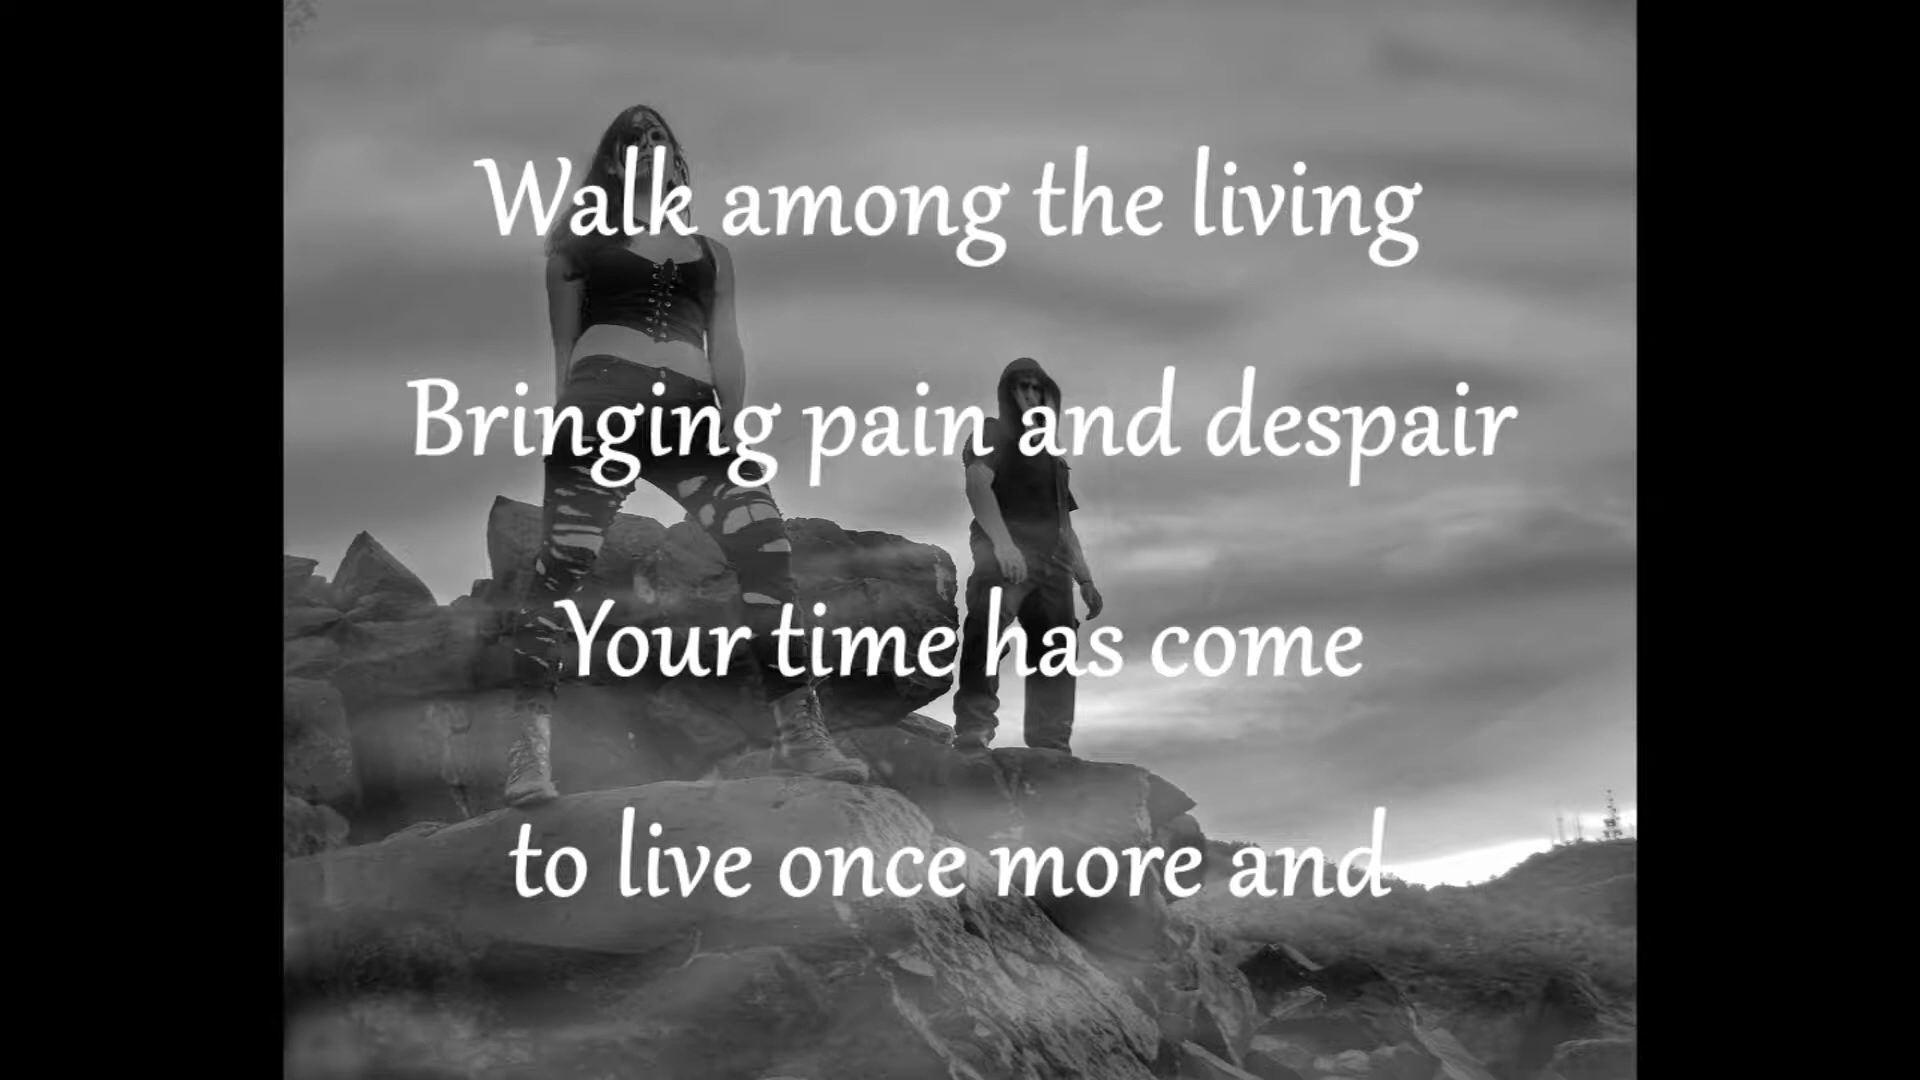 Walk among the living
Bringing pain and despair
Your time has come
to live once more and